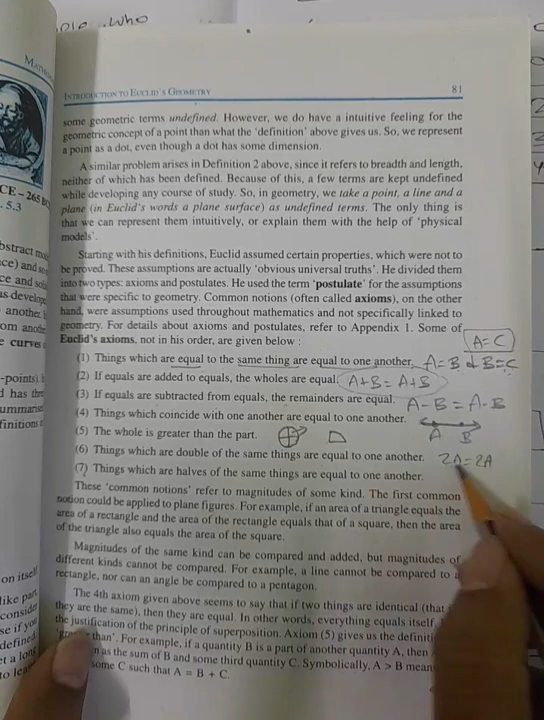 ple. Who
INTRODUCTION TO EUCLID'S GEOMETRY 81
some geometric terms undefined. However, we do have a intuitive feeling for the
geometric concept of a point than what the 'definition' above gives us. So, we represent
a point as a dot, even though a dot has some dimension.
A similar problem arises in Definition 2 above, since it refers to breadth and length,
neither of which has been defined. Because of this, a few terms are kept undefined
while developing any course of study. So, in geometry, we take a point, a line and a
plane (in Euclid's words a plane surface) as undefined terms. The only thing is
that we can represent them intuitively, or explain them with the help of 'physical
models'.
Starting with his definitions, Euclid assumed certain properties, which were not to
be proved. These assumptions are actually 'obvious universal truths'. He divided them
into two types: axioms and postulates. He used the term 'postulate' for the assumptions
that were specific to geometry. Common notions (often called axioms), on the other
hand, were assumptions used throughout mathematics and not specifically linked to
geometry. For details about axioms and postulates, refer to Appendix 1. Some of
Euclid's axioms, not in his order, are given below :
A=C
(1) Things which are equal to the same thing are equal to one another. A=B & B=C
(2) If equals are added to equals, the wholes are equal. A+B = A+B
(3) If equals are subtracted from equals, the remainders are equal. A-B = A-B
(4) Things which coincide with one another are equal to one another.
(5) The whole is greater than the part. A B
(6) Things which are double of the same things are equal to one another. 2A=2A
(7) Things which are halves of the same things are equal to one another.
These 'common notions' refer to magnitudes of some kind. The first common
notion could be applied to plane figures. For example, if an area of a triangle equals the
area of a rectangle and the area of the rectangle equals that of a square, then the area
of the triangle also equals the area of the square.
Magnitudes of the same kind can be compared and added, but magnitudes of
different kinds cannot be compared. For example, a line cannot be compared to a
rectangle, nor can an angle be compared to a pentagon.
The 4th axiom given above seems to say that if two things are identical (that
they are the same), then they are equal. In other words, everything equals itself.
the justification of the principle of superposition. Axiom (5) gives us the
than'. For example, if a quantity B is a part of another quantity A, then
as the sum of B and some third quantity C. Symbolically, A > B
some C such that A = B + C.